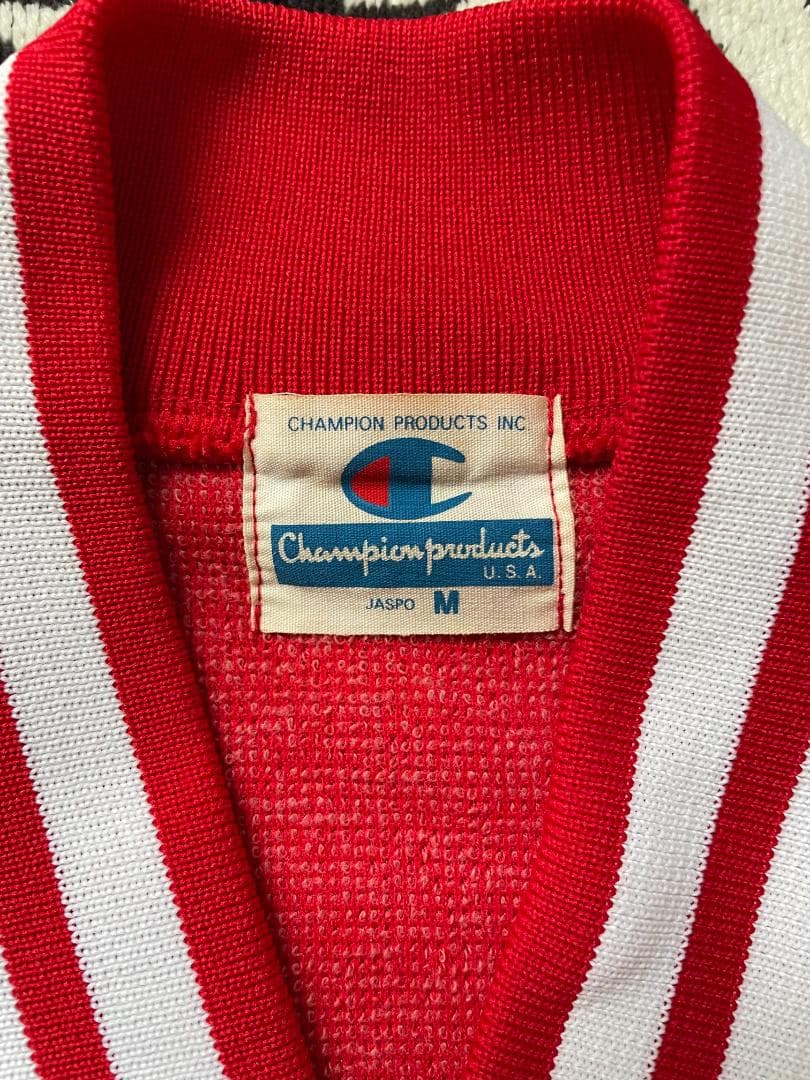 CHAMPION PRODUCTS INC
Champion products
U.S.A.
JASPO M